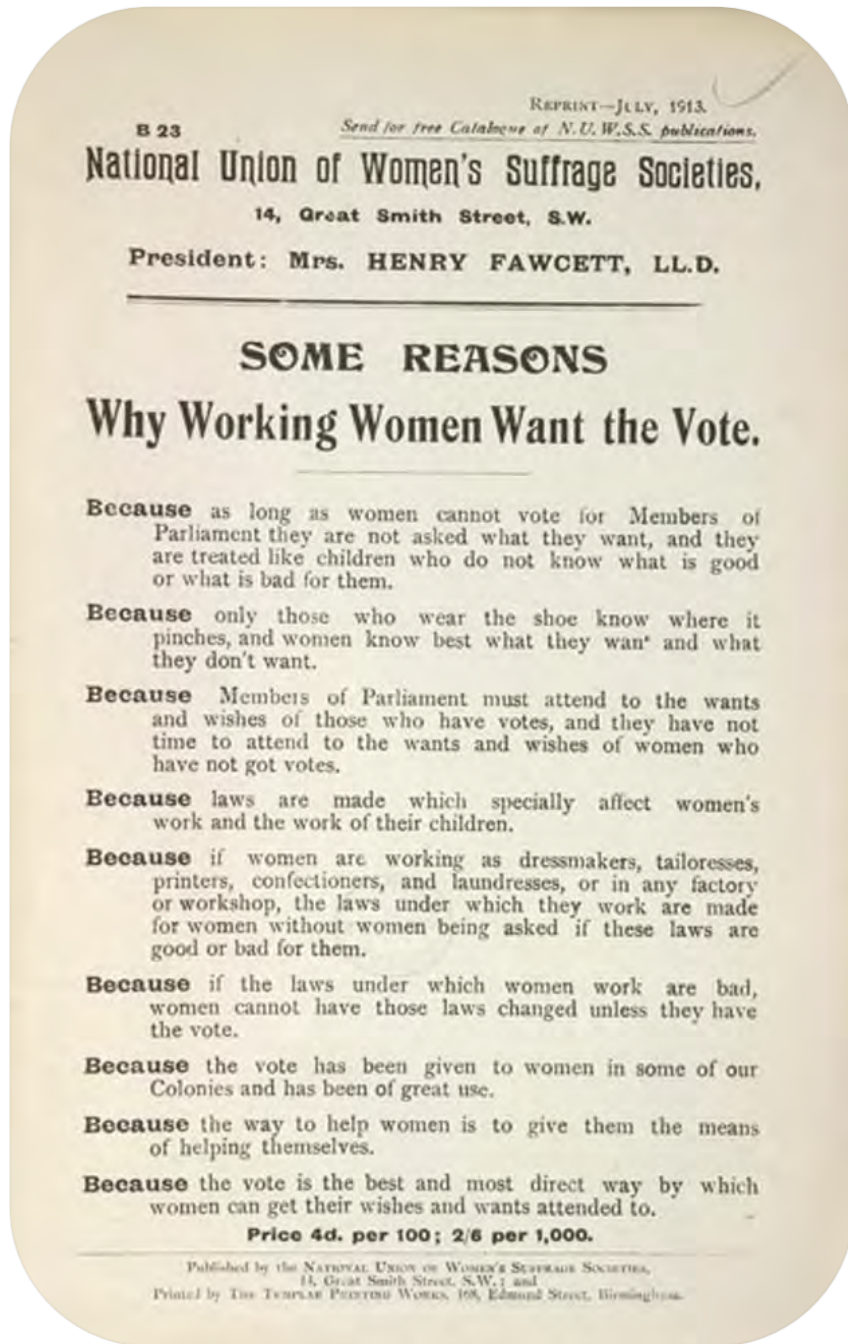 REPRINT—JULY, 1913.
B 23
Send for free Catalogue of N.U.W.S.S. publications.
National Union of Women's Suffrage Societies,
14, Great Smith Street, S.W.
President: Mrs. HENRY FAWCETT, LL.D.
SOME REASONS
Why Working Women Want the Vote.
Because as long as women cannot vote for Members of
Parliament they are not asked what they want, and they
are treated like children who do not know what is good
or what is bad for them.
Because only those who wear the shoe know where it
pinches, and women know best what they wan' and what
they don't want.
Because Members of Parliament must attend to the wants
and wishes of those who have votes, and they have not
time to attend to the wants and wishes of women who
have not got votes.
Because laws are made which specially affect women's
work and the work of their children.
Because if women are working as dressmakers, tailoresses,
printers, confectioners, and laundresses, or in any factory
or workshop, the laws under which they work are made
for women without women being asked if these laws are
good or bad for them.
Because if the laws under which women work are bad,
women cannot have those laws changed unless they have
the vote.
Because the vote has been given to women in some of our
Colonies and has been of great use.
Because the way to help women is to give them the means
of helping themselves.
Because the vote is the best and most direct way by which
women can get their wishes and wants attended to.
Price 4d. per 100; 2/6 per 1,000.
Published by the NATIONAL UNION OF WOMEN'S SUFFRAGE SOCIETIES,
14, Great Smith Street, S.W.; and
Printed by THE TEMPLAR PRINTING WORKS, 168, Edmund Street, Birmingham.